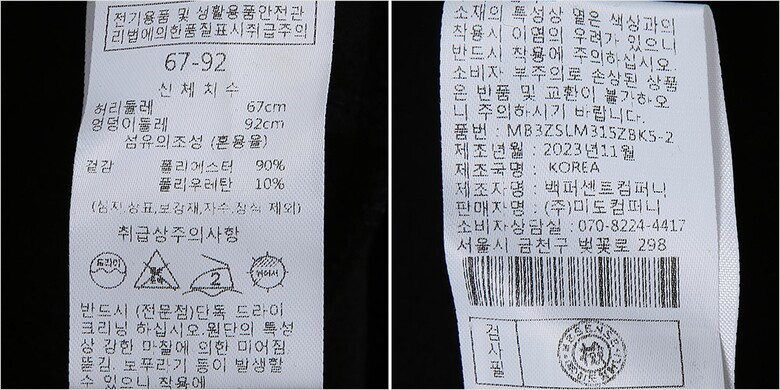 전기용품 및 생활용품안전관
리법에의한품질표시취급주의
67-92
신체치수
허리둘레 67cm
엉덩이둘레 92cm
섬유의조성 (혼용율)
겉감 폴리에스터 90%
폴리우레탄 10%
(심지,상표,보강재,자수,장식 제외)
취급상주의사항
드라이
2
뉘어서
반드시 (전문점)단독 드라이
크리닝 하십시오.원단의 특성
상 강한 마찰에 의한 미어짐
뜯김, 보푸라기 등이 발생할
수 있으니 착용에
소재의 특성상 옅은 색상과의
착용시 이염의 우려가 있으니
반드시 착용에 주의하십시오.
소비자 부주의로 손상된 상품
은 반품 및 교환이 불가하오
니 주의하시기 바랍니다.
품번 : MB3ZSLM315ZBK5-2
제조년월 : 2023년11월
제조국명 : KOREA
제조자명 : 백퍼센트컴퍼니
판매자명 : (주)미도컴퍼니
소비자상담실 : 070-8224-4417
서울시 금천구 벚꽃로 298
검사필